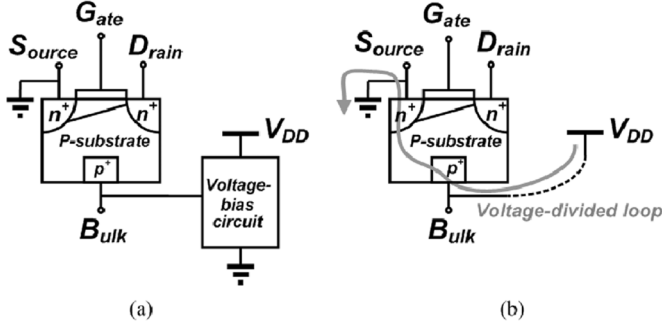 Gate
Source
Drain
n+
n+
P-substrate
p+
Bulk
VDD
Voltage-
bias
circuit
(a)
Gate
Source
Drain
n+
n+
P-substrate
p+
Bulk
VDD
Voltage-divided loop
(b)